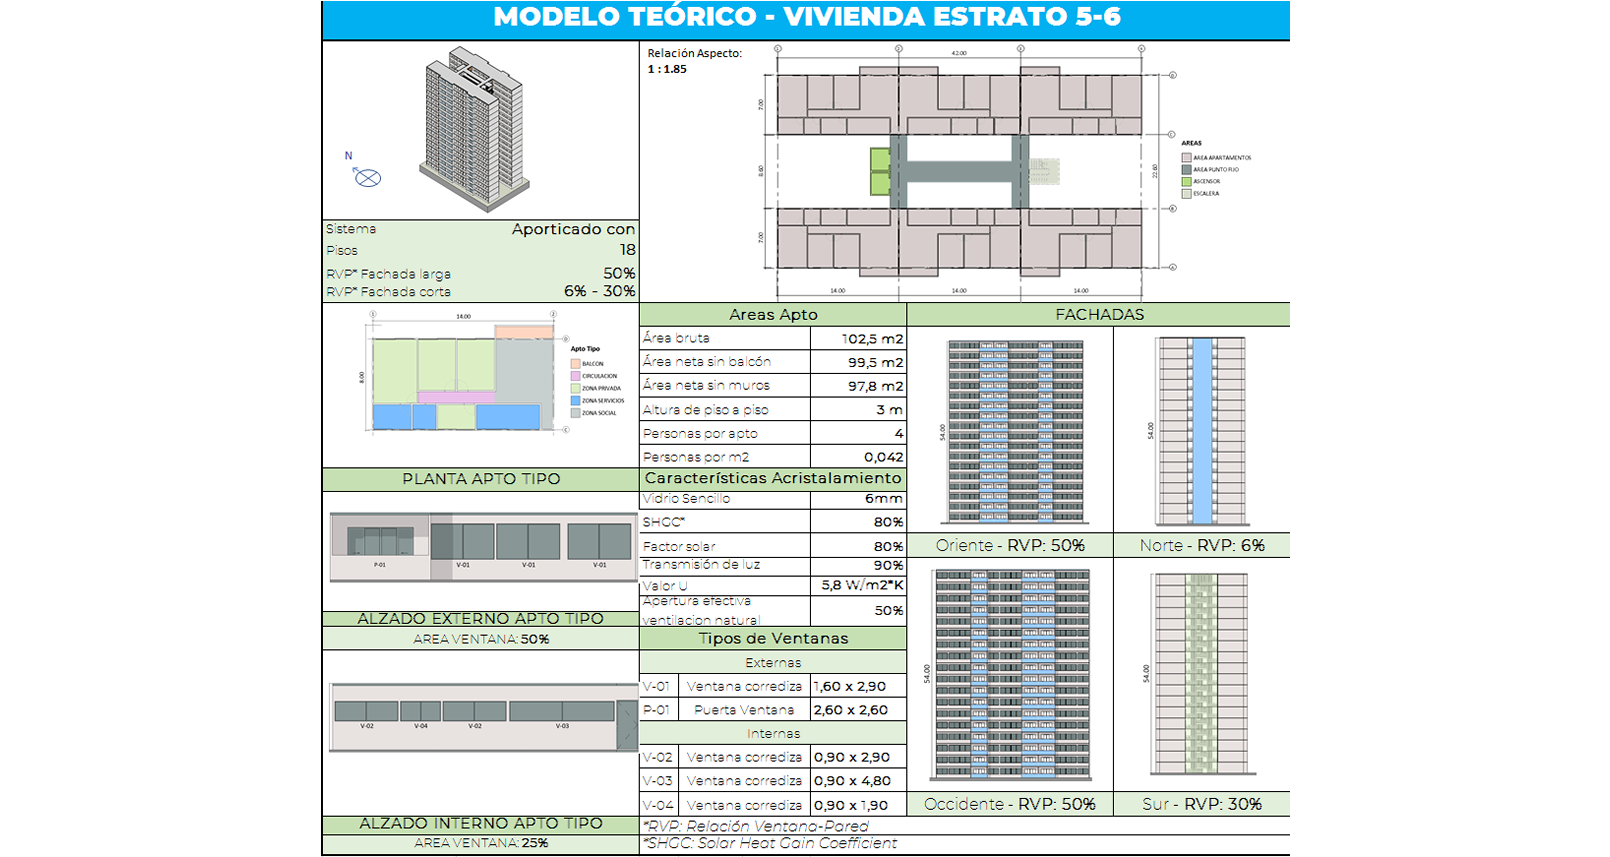 MODELO TEÓRICO - VIVIENDA ESTRATO 5-6
N
Relación Aspecto:
1 : 1.85
42.00
7.00
8.60
7.00
22.60
14.00
14.00
14.00
AREAS
AREA APARTAMENTOS
AREA PUNTO FIJO
ASCENSOR
ESCALERA
Sistema Aporticado con
Pisos 18
RVP* Fachada larga 50%
RVP* Fachada corta 6% - 30%
14.00
8.00
Apto Tipo
BALCON
CIRCULACION
ZONA PRIVADA
ZONA SERVICIOS
ZONA SOCIAL
PLANTA APTO TIPO
P-01
V-01
V-01
V-01
ALZADO EXTERNO APTO TIPO
AREA VENTANA: 50%
V-02
V-04
V-02
V-03
ALZADO INTERNO APTO TIPO
AREA VENTANA: 25%
Areas Apto
Área bruta 102,5 m2
Área neta sin balcón 99,5 m2
Área neta sin muros 97,8 m2
Altura de piso a piso 3 m
Personas por apto 4
Personas por m2 0,042
Características Acristalamiento
Vidrio Sencillo 6mm
SHGC* 80%
Factor solar 80%
Transmisión de luz 90%
Valor U 5,8 W/m2*K
Apertura efectiva
ventilacion natural 50%
Tipos de Ventanas
Externas
V-01 Ventana corrediza 1,60 x 2,90
P-01 Puerta Ventana 2,60 x 2,60
Internas
V-02 Ventana corrediza 0,90 x 2,90
V-03 Ventana corrediza 0,90 x 4,80
V-04 Ventana corrediza 0,90 x 1,90
*RVP: Relación Ventana-Pared
*SHGC: Solar Heat Gain Coefficient
FACHADAS
54.00
54.00
Oriente - RVP: 50%
Norte - RVP: 6%
54.00
54.00
Occidente - RVP: 50%
Sur - RVP: 30%